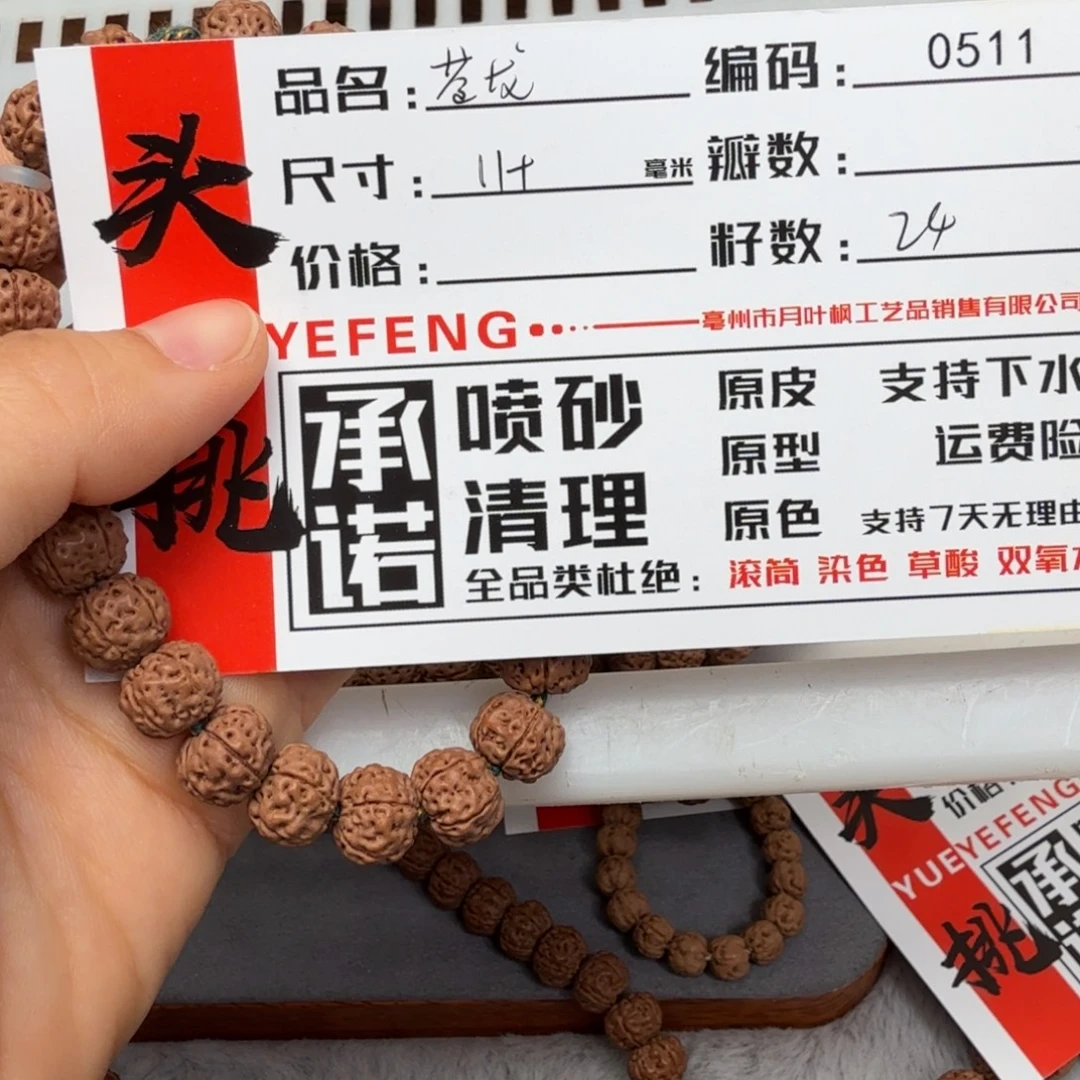 头挑
品名：苍龙 编码：0511
尺寸：11+ 毫米 瓣数：
价格： 籽数：24
YEFENG 亳州市月叶枫工艺品销售有限公司
承诺
喷砂 原皮 支持下水
清理 原型 运费险
原色 支持7天无理由
全品类杜绝：滚筒 染色 草酸 双氧水
头挑
价格
YUEYEFENG
承